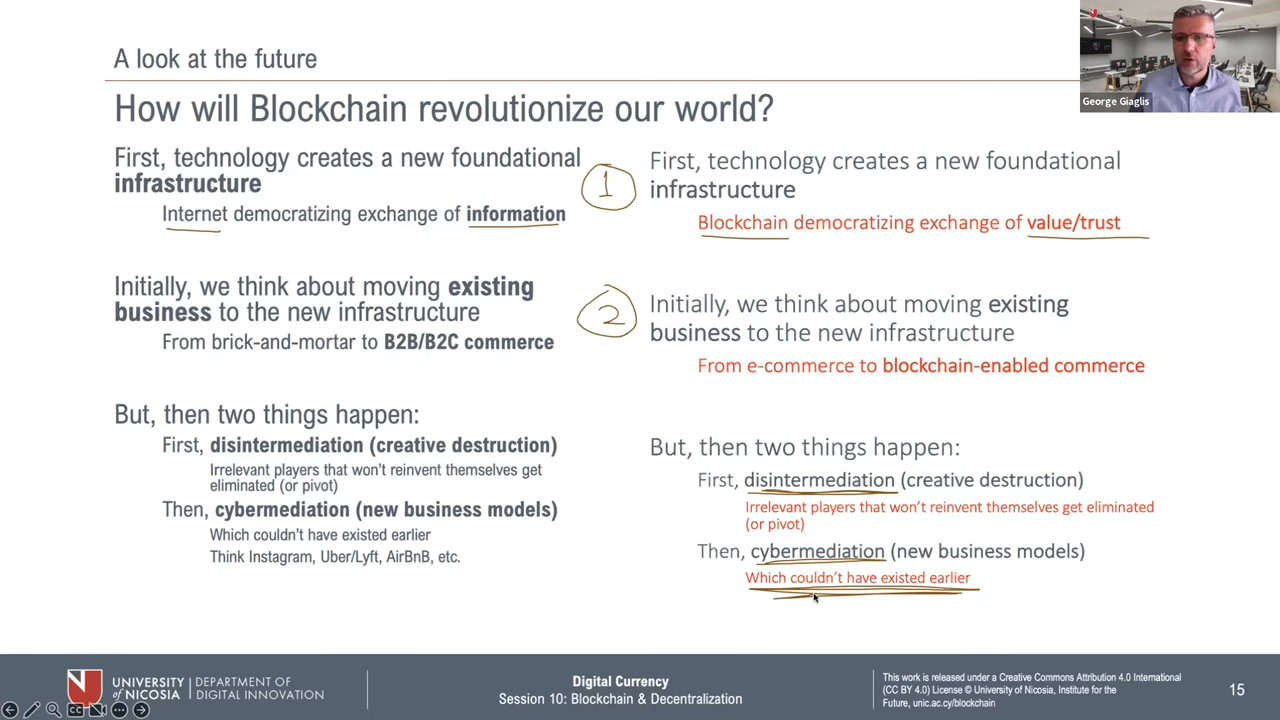 A look at the future
How will Blockchain revolutionize our world?
First, technology creates a new foundational
infrastructure
Internet democratizing exchange of information
Initially, we think about moving existing
business to the new infrastructure
From brick-and-mortar to B2B/B2C commerce
But, then two things happen:
First, disintermediation (creative destruction)
Irrelevant players that won't reinvent themselves get
eliminated (or pivot)
Then, cybermediation (new business models)
Which couldn't have existed earlier
Think Instagram, Uber/Lyft, AirBnB, etc.
1
First, technology creates a new foundational
infrastructure
Blockchain democratizing exchange of value/trust
2
Initially, we think about moving existing
business to the new infrastructure
From e-commerce to blockchain-enabled commerce
But, then two things happen:
First, disintermediation (creative destruction)
Irrelevant players that won't reinvent themselves get eliminated
(or pivot)
Then, cybermediation (new business models)
Which couldn't have existed earlier
George Giaglis
UNIVERSITY
of NICOSIA
DEPARTMENT OF
DIGITAL INNOVATION
Digital Currency
Session 10: Blockchain & Decentralization
This work is released under a Creative Commons Attribution 4.0 International
(CC BY 4.0) License © University of Nicosia, Institute for the
Future, unic.ac.cy/blockchain
15
CC